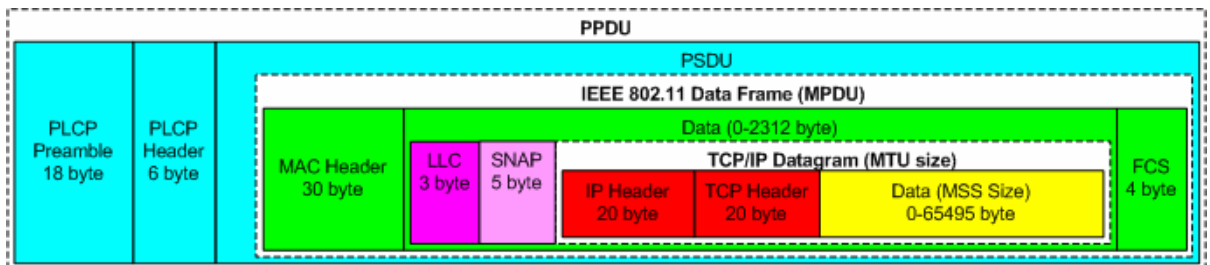 PPDU
PSDU
IEEE 802.11 Data Frame (MPDU)
PLCP
Preamble
18 byte
PLCP
Header
6 byte
MAC Header
30 byte
Data (0-2312 byte)
LLC
3 byte
SNAP
5 byte
TCP/IP Datagram (MTU size)
IP Header
20 byte
TCP Header
20 byte
Data (MSS Size)
0-65495 byte
FCS
4 byte